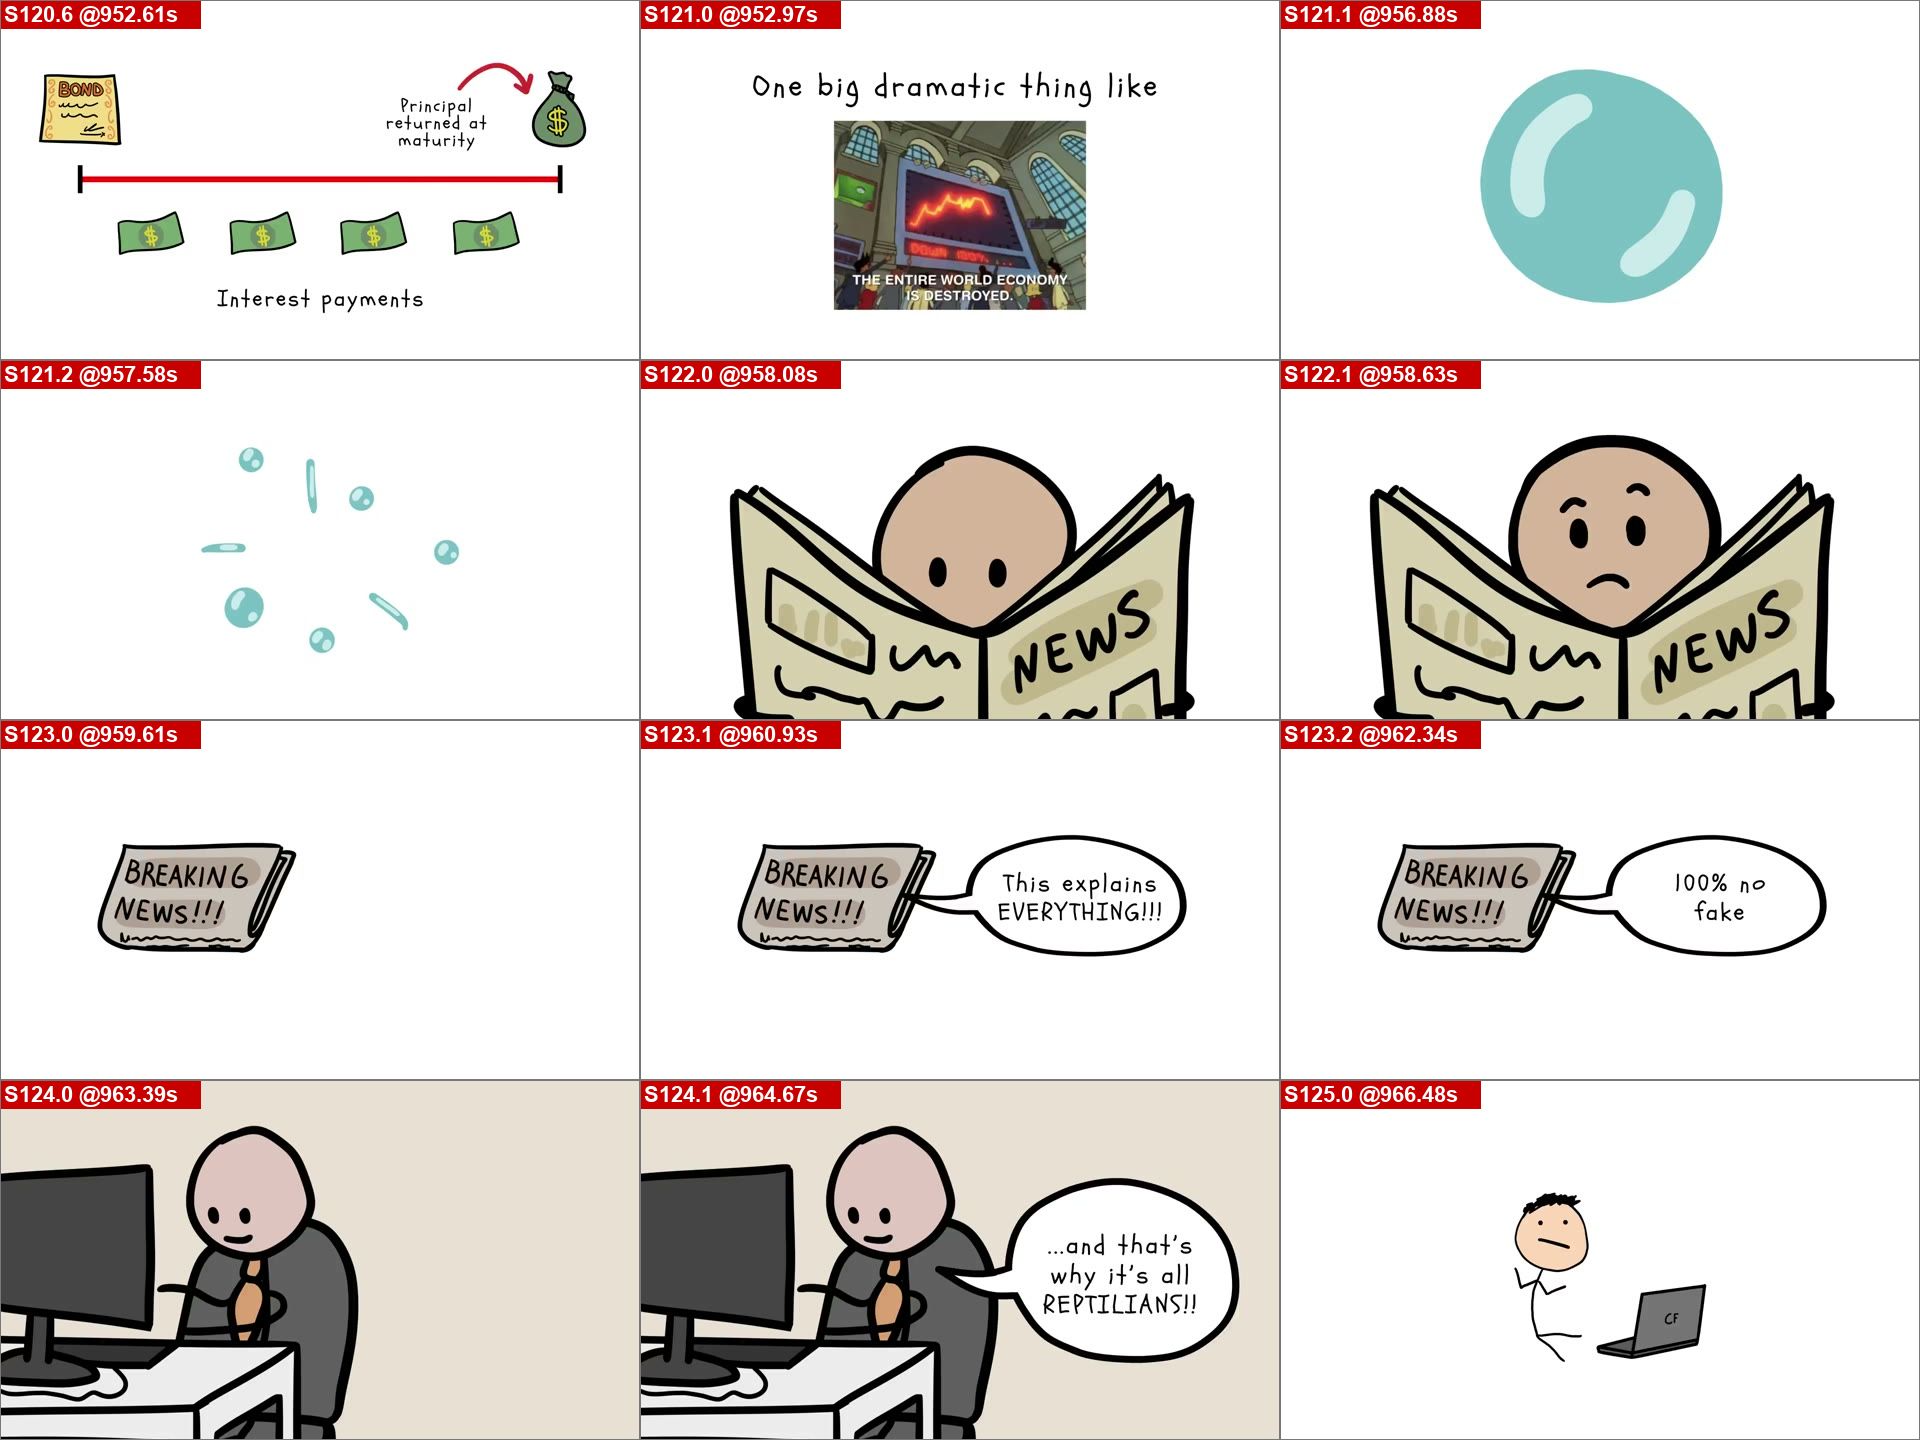 S120.6 @952.61s
BOND
Principal
returned at
maturity
$
$ $ $ $
Interest payments
S121.0 @952.97s
One big dramatic thing like
DOWN 100%...
THE ENTIRE WORLD ECONOMY
IS DESTROYED.
S121.1 @956.88s
S121.2 @957.58s
S122.0 @958.08s
NEWS
S122.1 @958.63s
NEWS
S123.0 @959.61s
BREAKING
NEWS!!!
S123.1 @960.93s
BREAKING
NEWS!!!
This explains
EVERYTHING!!!
S123.2 @962.34s
BREAKING
NEWS!!!
100% no
fake
S124.0 @963.39s
S124.1 @964.67s
...and that's
why it's all
REPTILIANS!!
S125.0 @966.48s
CF